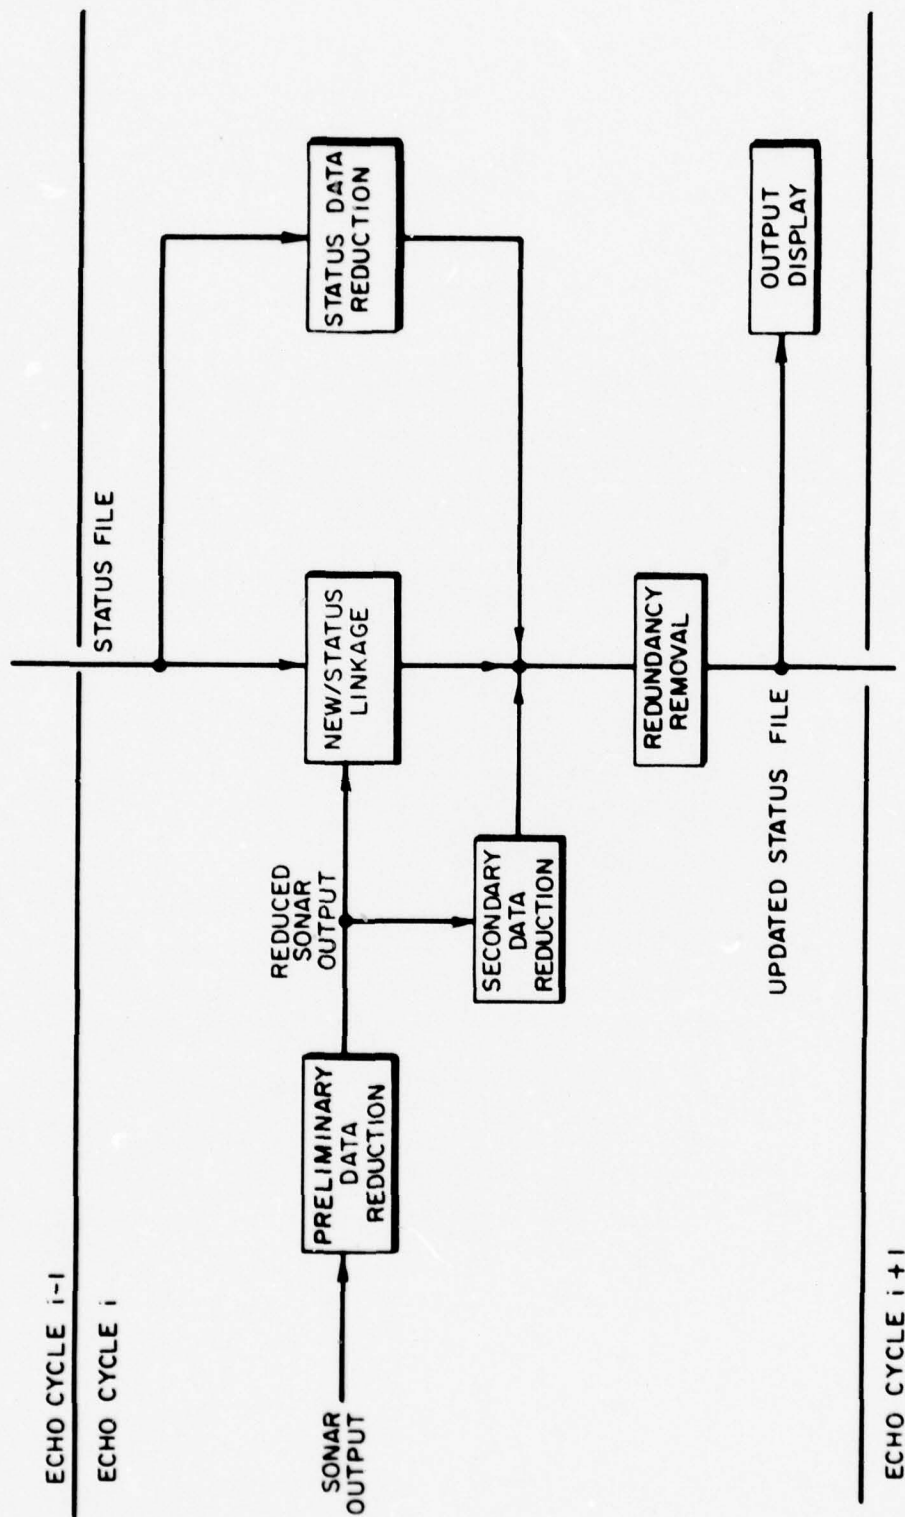 ECHO CYCLE i-1
ECHO CYCLE i
STATUS FILE
SONAR
OUTPUT
PRELIMINARY
DATA
REDUCTION
REDUCED
SONAR
OUTPUT
NEW/STATUS
LINKAGE
STATUS DATA
REDUCTION
SECONDARY
DATA
REDUCTION
REDUNDANCY
REMOVAL
UPDATED STATUS FILE
OUTPUT
DISPLAY
ECHO CYCLE i+1